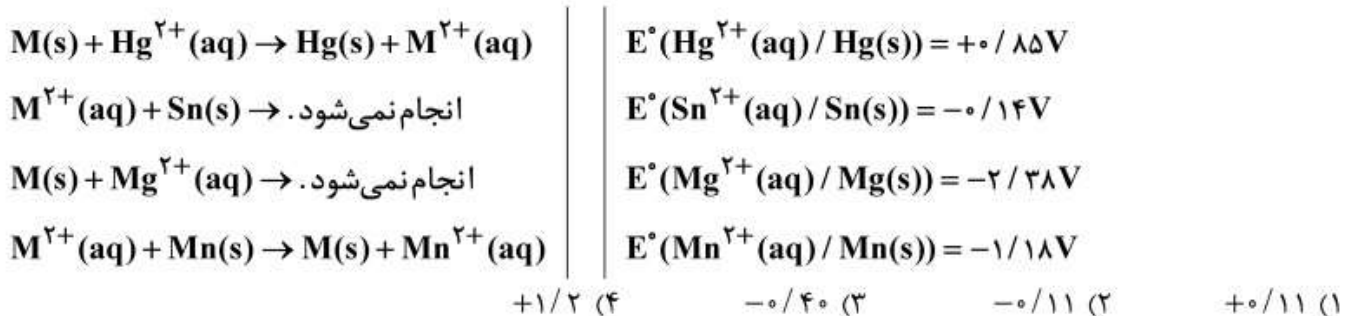 M(s) + Hg²⁺(aq) → Hg(s) + M²⁺(aq) E°(Hg²⁺(aq) / Hg(s)) = +۰/۸۵V
M²⁺(aq) + Sn(s) → انجام نمی‌شود. E°(Sn²⁺(aq) / Sn(s)) = −۰/۱۴V
M(s) + Mg²⁺(aq) → انجام نمی‌شود. E°(Mg²⁺(aq) / Mg(s)) = −۲/۳۸V
M²⁺(aq) + Mn(s) → M(s) + Mn²⁺(aq) E°(Mn²⁺(aq) / Mn(s)) = −۱/۱۸V
۱) +۰/۱۱ ۲) −۰/۱۱ ۳) −۰/۴۰ ۴) +۱/۲